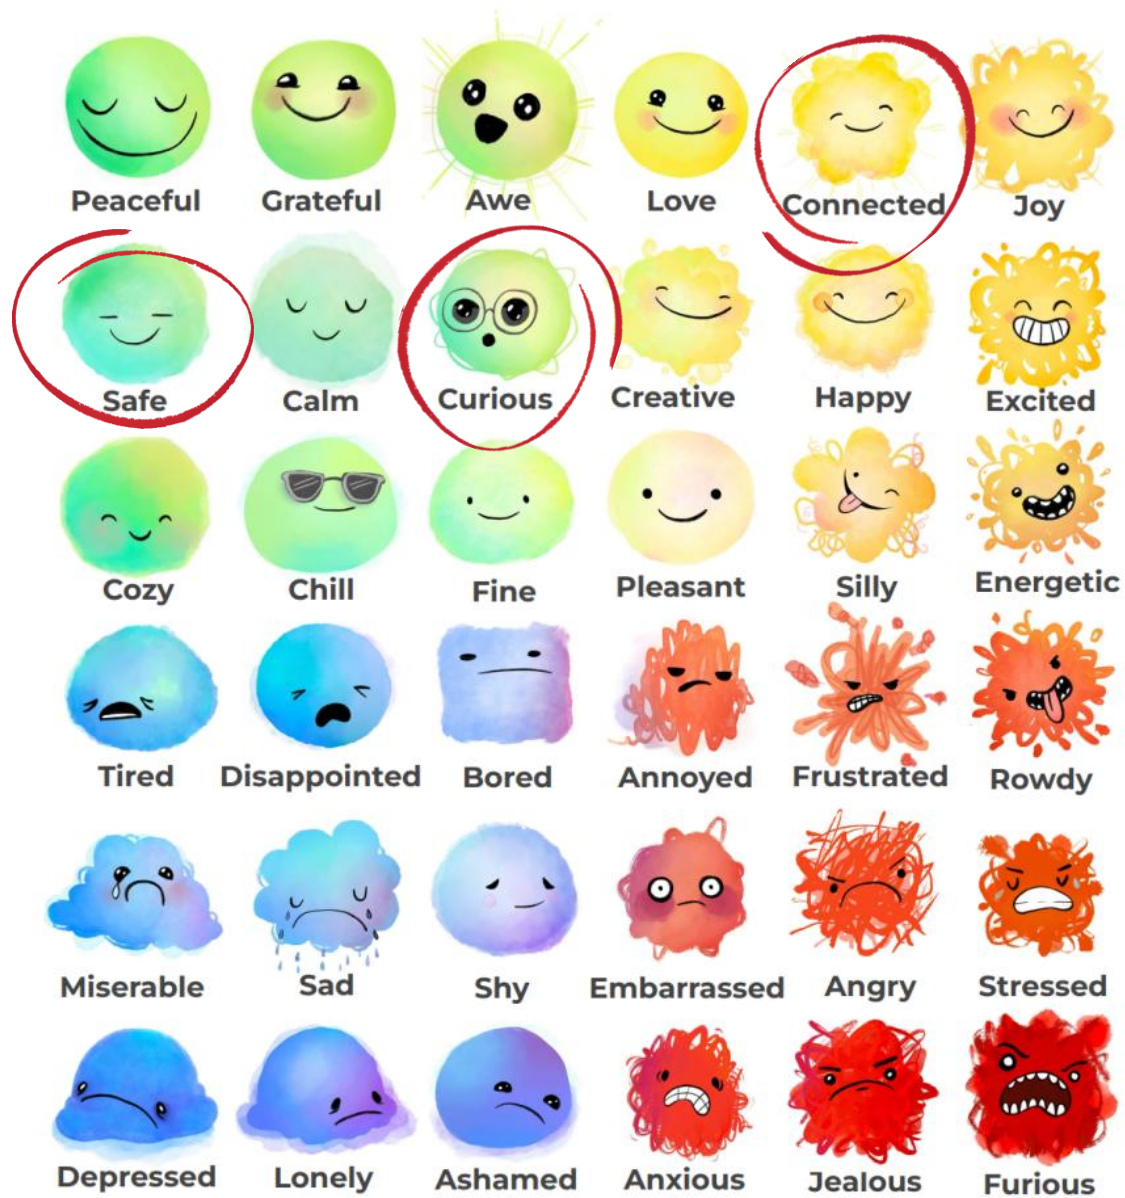 Peaceful Grateful Awe Love Connected Joy
Safe Calm Curious Creative Happy Excited
Cozy Chill Fine Pleasant Silly Energetic
Tired Disappointed Bored Annoyed Frustrated Rowdy
Miserable Sad Shy Embarrassed Angry Stressed
Depressed Lonely Ashamed Anxious Jealous Furious